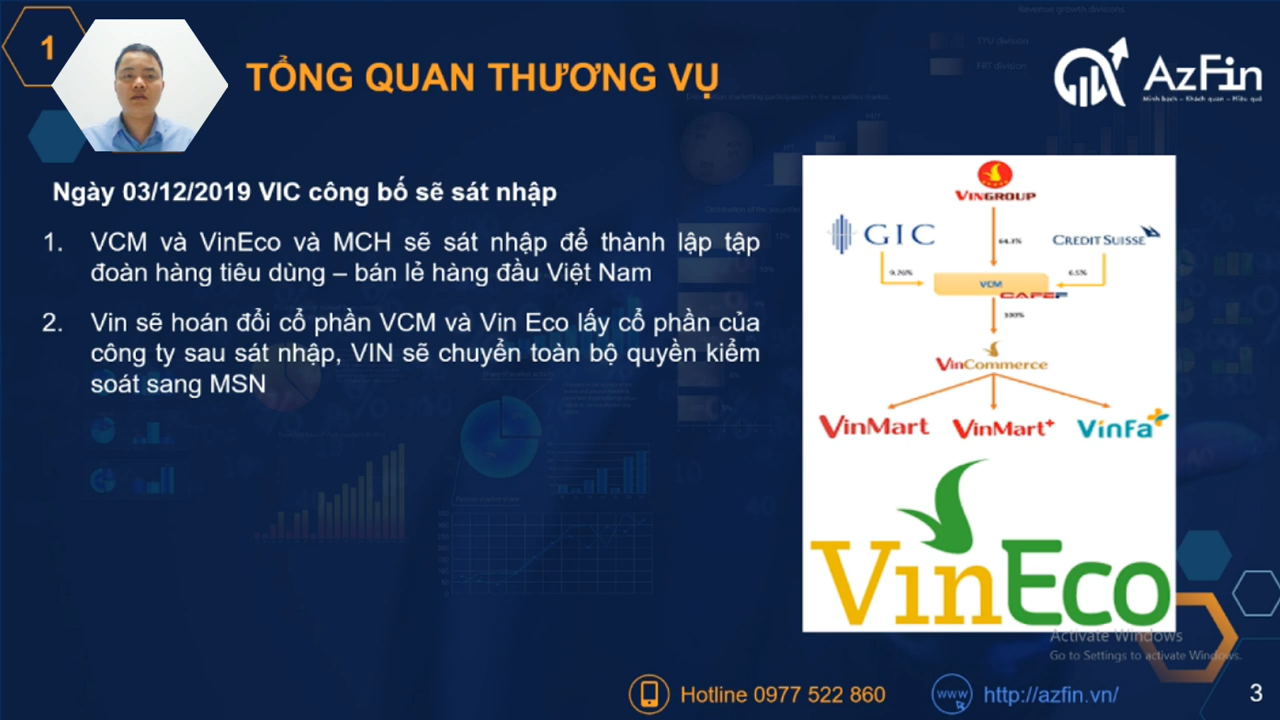 1
TỔNG QUAN THƯƠNG VỤ
AzFin
Minh bạch – Khách quan – Hiệu quả
Ngày 03/12/2019 VIC công bố sẽ sát nhập
1. VCM và VinEco và MCH sẽ sát nhập để thành lập tập
đoàn hàng tiêu dùng – bán lẻ hàng đầu Việt Nam
2. Vin sẽ hoán đổi cổ phần VCM và Vin Eco lấy cổ phần của
công ty sau sát nhập, VIN sẽ chuyển toàn bộ quyền kiểm
soát sang MSN
VINGROUP
GIC
CREDIT SUISSE
64.3%
9.76%
6.5%
VCM
CAFEF
100%
VINCOMMERCE
VINMART
VINMART+
VINFA
VinEco
Activate Windows
Go to Settings to activate Windows.
Hotline 0977 522 860
www
http://azfin.vn/
3